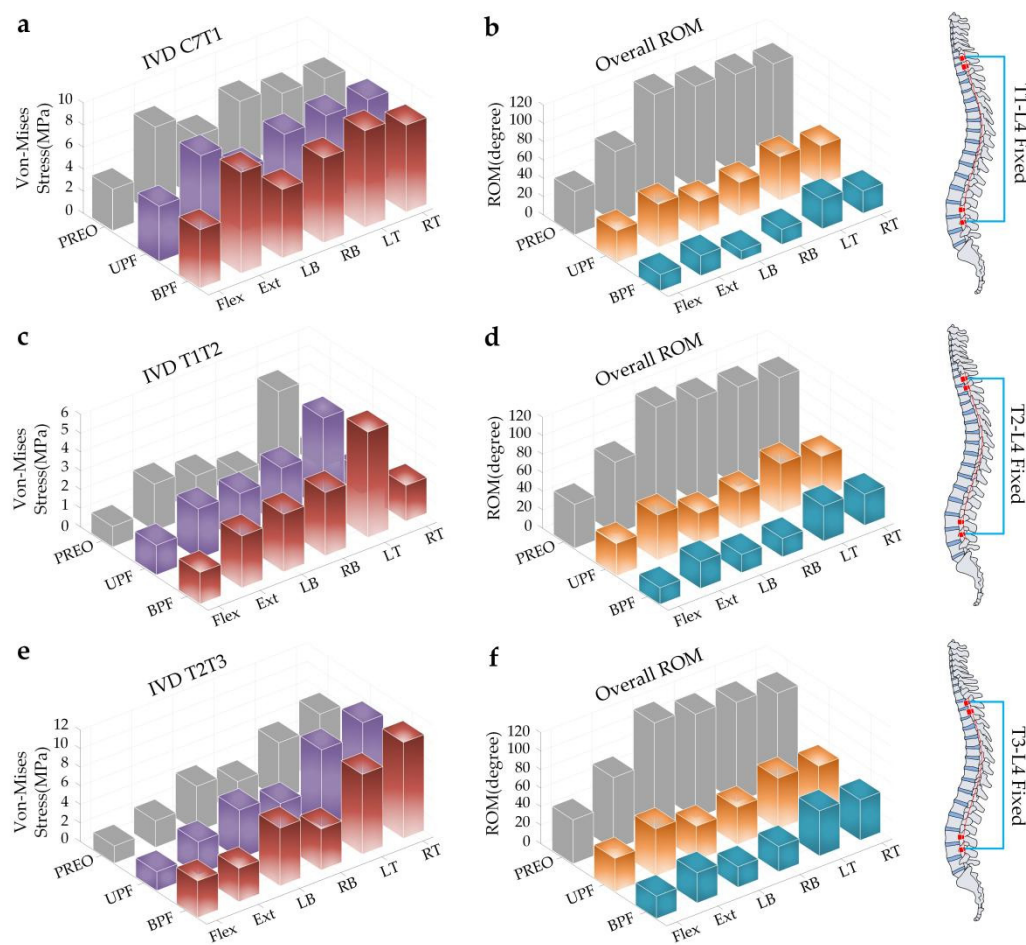 a
IVD C7T1
Von-Mises
Stress(MPa)
10
8
6
4
2
0
PREO
UPF
BPF
Flex
Ext
LB
RB
LT
RT
b
Overall ROM
ROM(degree)
120
100
80
60
40
20
0
PREO
UPF
BPF
Flex
Ext
LB
RB
LT
RT
T1-L4 Fixed
c
IVD T1T2
Von-Mises
Stress(MPa)
6
5
4
3
2
1
0
PREO
UPF
BPF
Flex
Ext
LB
RB
LT
RT
d
Overall ROM
ROM(degree)
120
100
80
60
40
20
0
PREO
UPF
BPF
Flex
Ext
LB
RB
LT
RT
T2-L4 Fixed
e
IVD T2T3
Von-Mises
Stress(MPa)
12
10
8
6
4
2
0
PREO
UPF
BPF
Flex
Ext
LB
RB
LT
RT
f
Overall ROM
ROM(degree)
120
100
80
60
40
20
0
PREO
UPF
BPF
Flex
Ext
LB
RB
LT
RT
T3-L4 Fixed